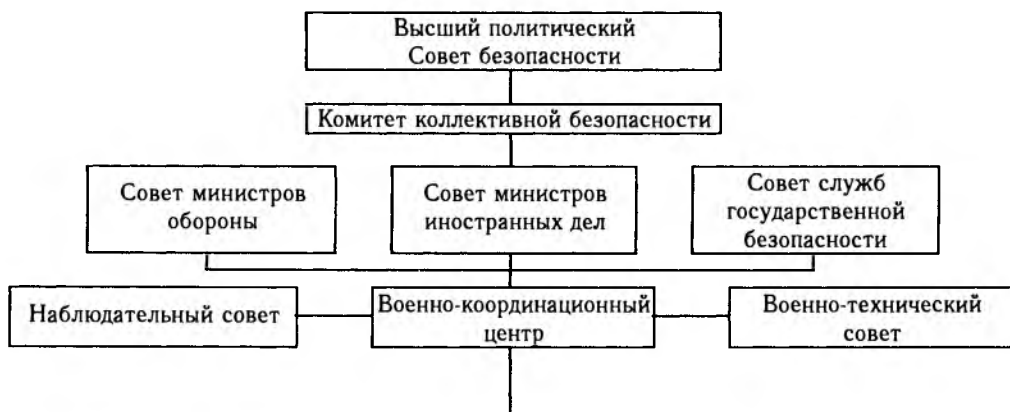 Высший политический
Совет безопасности
Комитет коллективной безопасности
Совет министров
обороны
Совет министров
иностранных дел
Совет служб
государственной
безопасности
Наблюдательный совет
Военно-координационный
центр
Военно-технический
совет